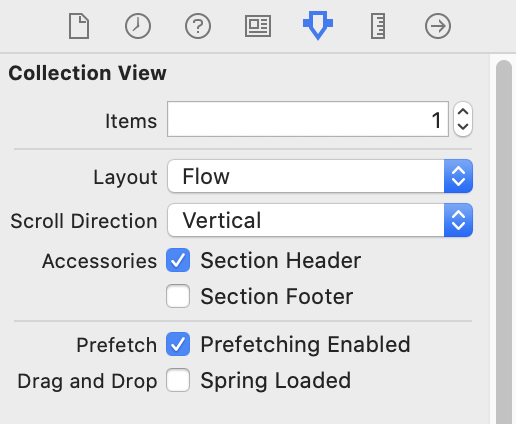 Collection View
Items 1
Layout Flow
Scroll Direction Vertical
Accessories Section Header
Section Footer
Prefetch Prefetching Enabled
Drag and Drop Spring Loaded